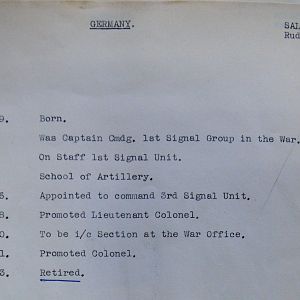 GERMANY.
SAL
Rud
9. Born.
Was Captain Cmdg. 1st Signal Group in the War.
On Staff 1st Signal Unit.
School of Artillery.
5. Appointed to command 3rd Signal Unit.
8. Promoted Lieutenant Colonel.
0. To be i/c Section at the War Office.
1. Promoted Colonel.
3. Retired.